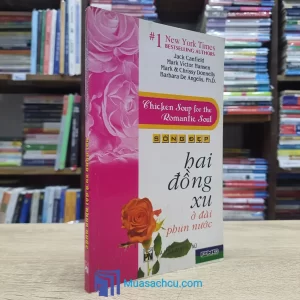 #1 New York Times
BESTSELLING AUTHORS
Jack Canfield
Mark Victor Hansen
Mark & Chrissy Donnelly
Barbara De Angelis, Ph.D.
Chicken Soup for the
Romantic Soul
SỐNG ĐẸP
hai
đồng xu
ở đài
phun nước
Muasachcu.com